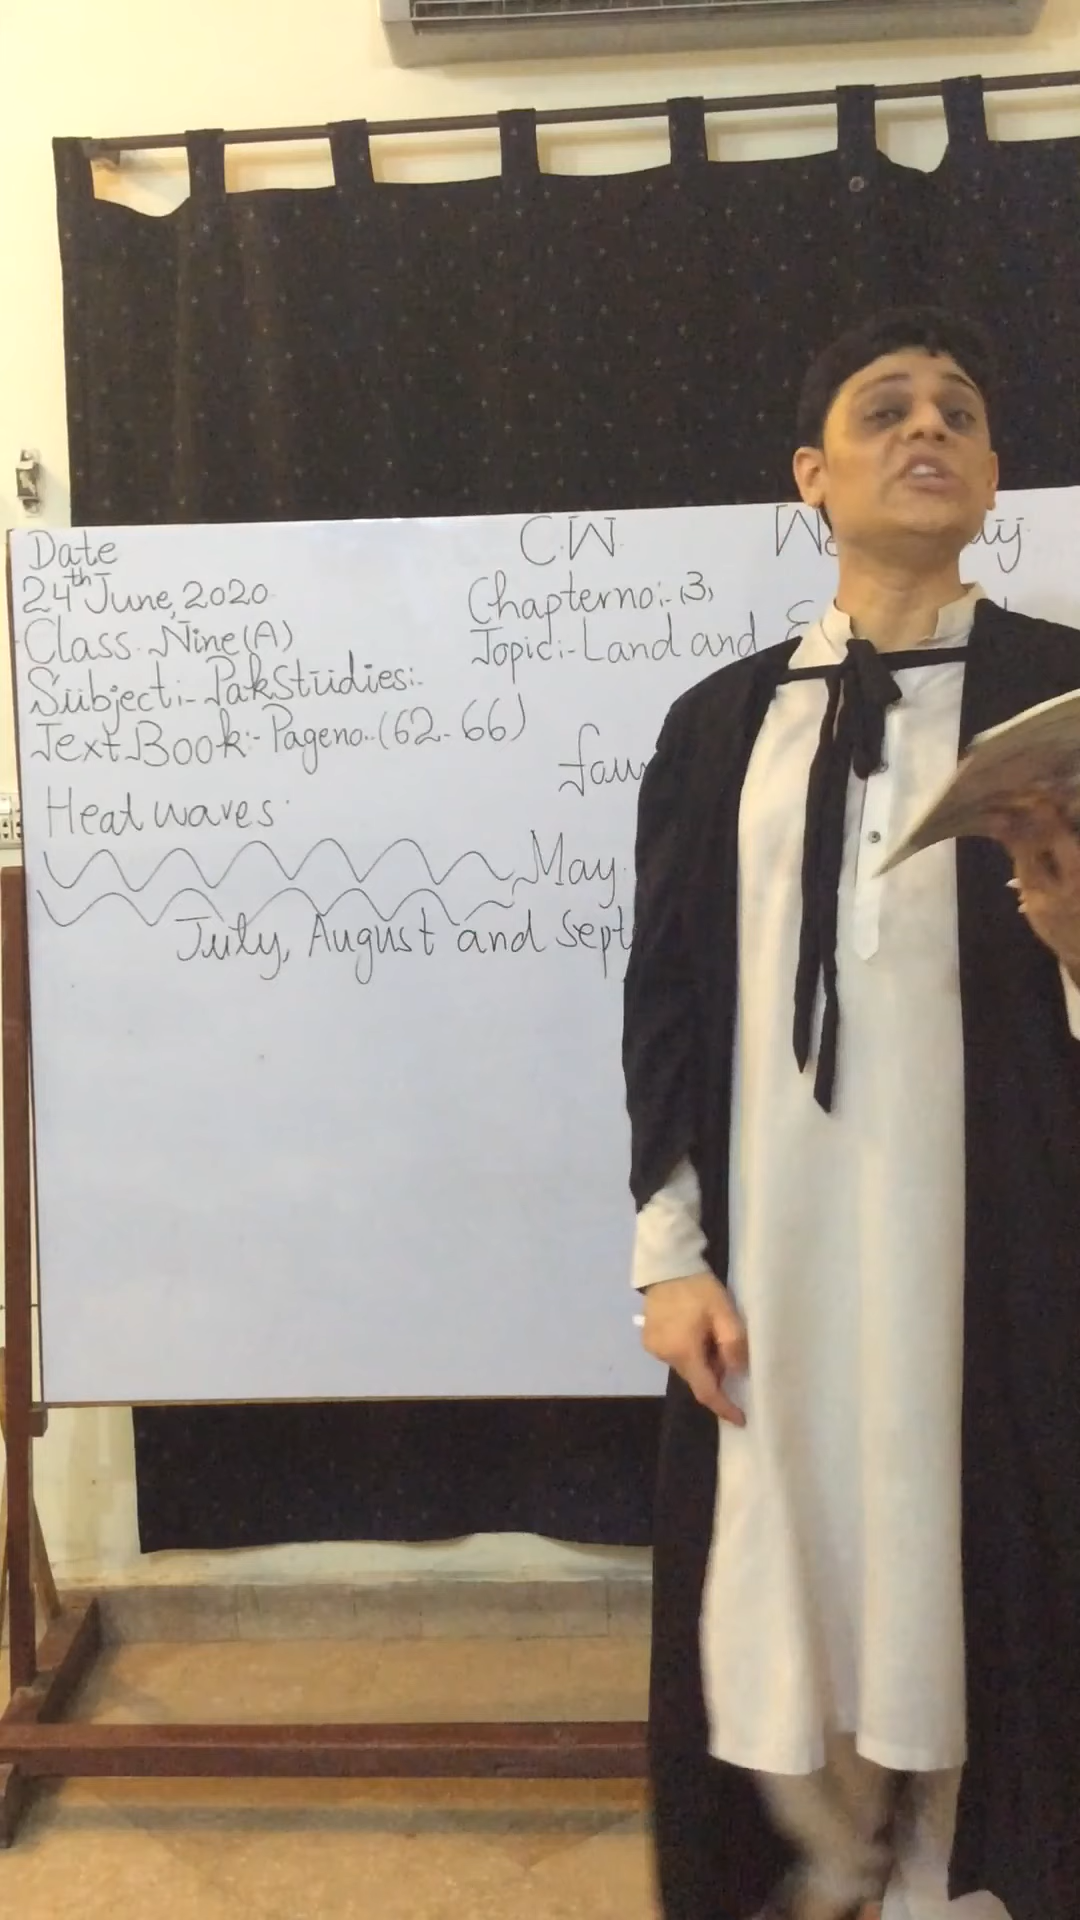 Date
C.W.
24th June, 2020
Chapter no:- 3,
Class. Nine (A)
Topic:- Land and
Subject:- Pak Studies:-
Text Book:- Page no..(62-66)
Heat waves
May
July, August and Sept